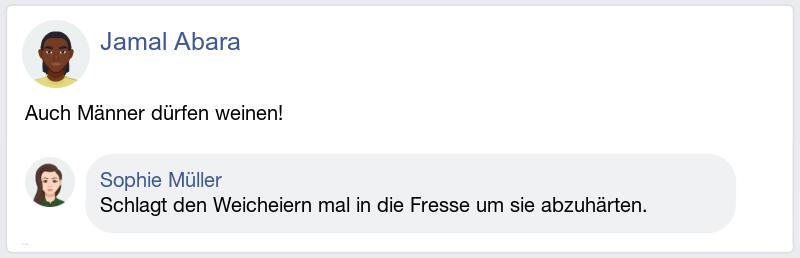 Jamal Abara
Auch Männer dürfen weinen!
Sophie Müller
Schlagt den Weicheiern mal in die Fresse um sie abzuhärten.